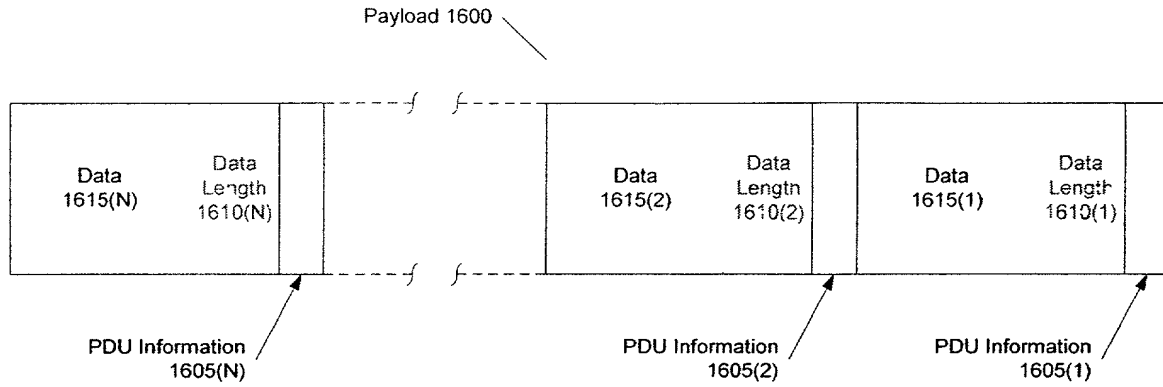 Payload 1600
Data
1615(N)
Data
Length
1610(N)
Data
1615(2)
Data
Length
1610(2)
Data
1615(1)
Data
Length
1610(1)
PDU Information
1605(N)
PDU Information
1605(2)
PDU Information
1605(1)